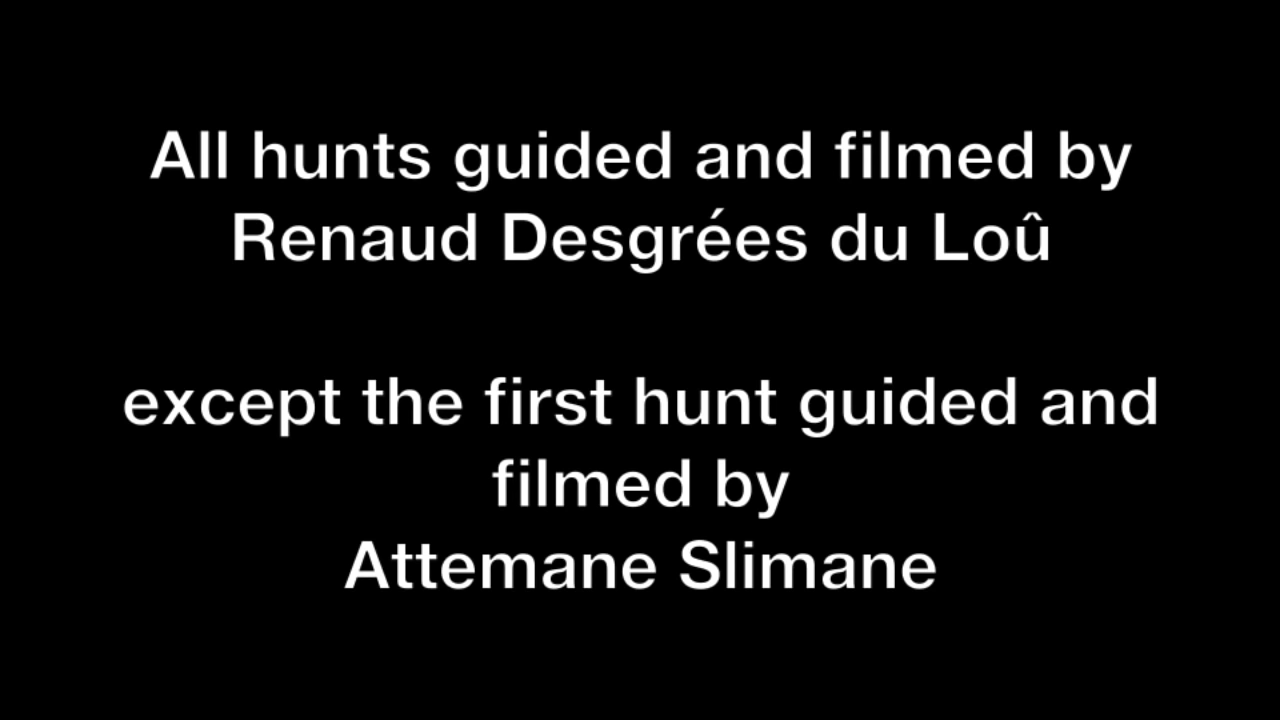 All hunts guided and filmed by
Renaud Desgrées du Loû
except the first hunt guided and
filmed by
Attemane Slimane